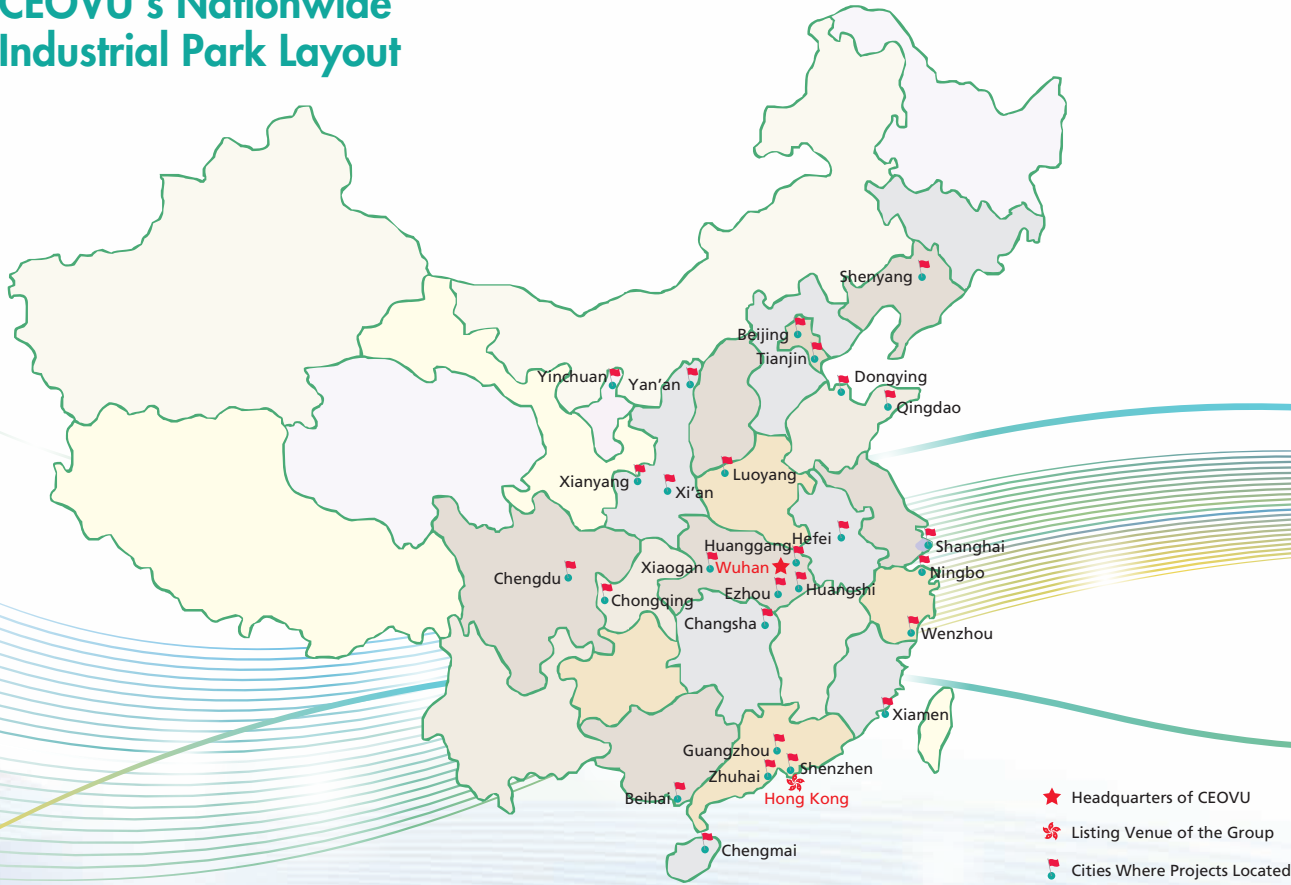 CEOVU's Nationwide
Industrial Park Layout
Shenyang
Beijing
Tianjin
Yinchuan
Yan'an
Dongying
Qingdao
Luoyang
Xianyang
Xi'an
Hefei
Huanggang
Shanghai
Xiaogan
Wuhan
Ningbo
Chengdu
Huangshi
Ezhou
Chongqing
Changsha
Wenzhou
Xiamen
Guangzhou
Shenzhen
Zhuhai
Beihai
Hong Kong
Chengmai
Headquarters of CEOVU
Listing Venue of the Group
Cities Where Projects Located